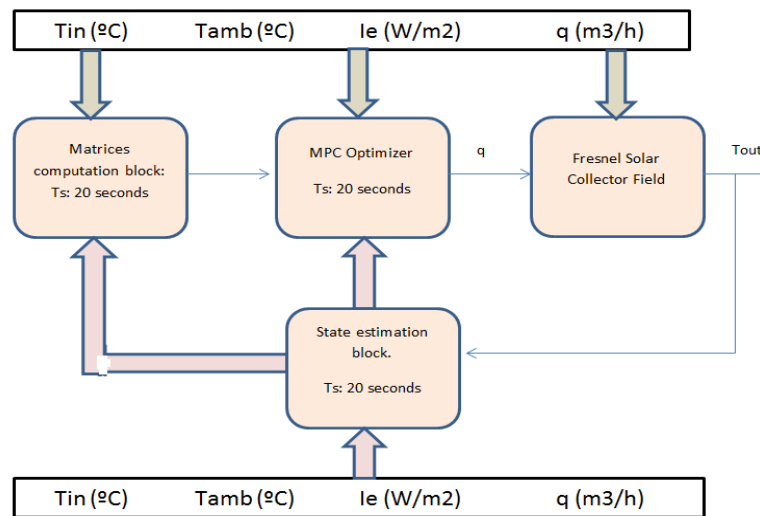 Tin (ºC) Tamb (ºC) Ie (W/m2) q (m3/h)
Matrices
computation block:
Ts: 20 seconds
MPC Optimizer
Ts: 20 seconds
q
Fresnel Solar
Collector Field
Tout
State estimation
block.
Ts: 20 seconds
Tin (ºC) Tamb (ºC) Ie (W/m2) q (m3/h)